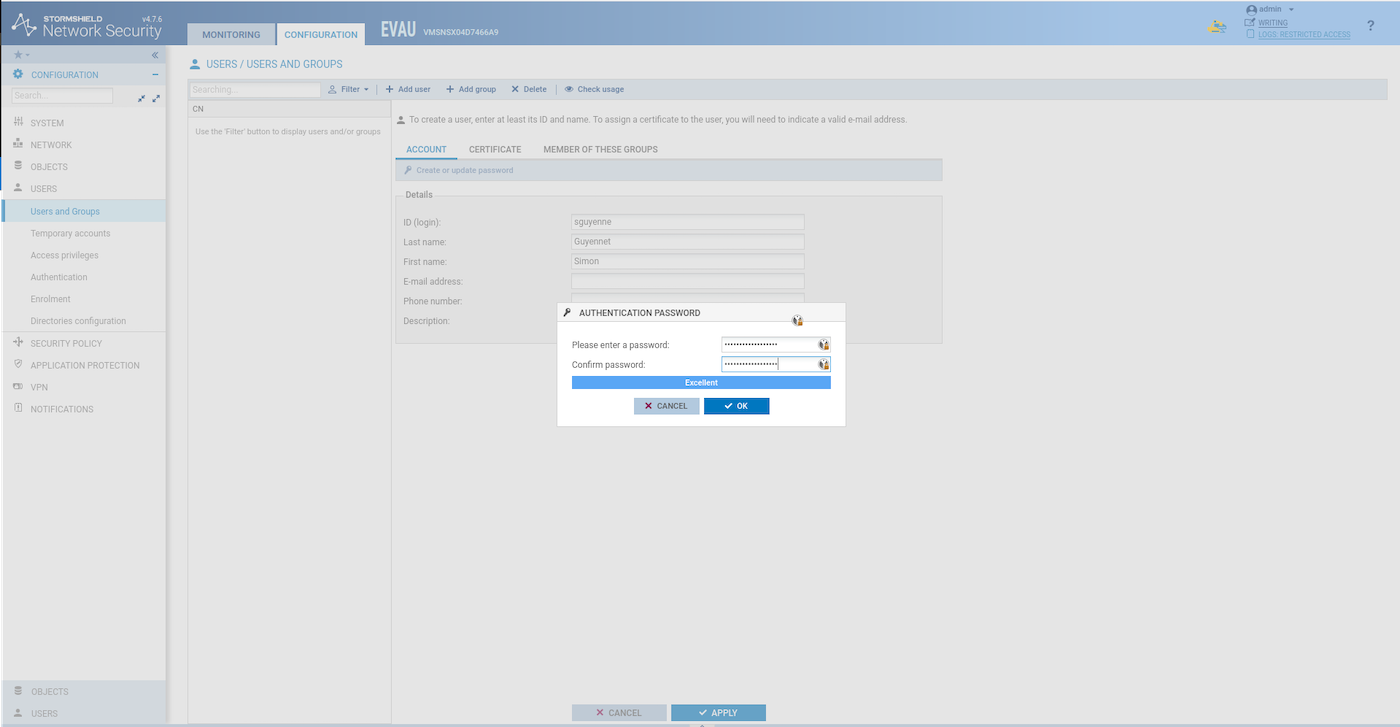 STORMSHIELD v4.7.6
Network Security
MONITORING
CONFIGURATION
EVAU VMSNSX04D7466A9
admin
WRITING
LOGS: RESTRICTED ACCESS
?
CONFIGURATION
Search...
SYSTEM
NETWORK
OBJECTS
USERS
Users and Groups
Temporary accounts
Access privileges
Authentication
Enrolment
Directories configuration
SECURITY POLICY
APPLICATION PROTECTION
VPN
NOTIFICATIONS
OBJECTS
USERS
USERS / USERS AND GROUPS
Searching... Filter + Add user + Add group Delete Check usage
CN
Use the 'Filter' button to display users and/or groups
To create a user, enter at least its ID and name. To assign a certificate to the user, you will need to indicate a valid e-mail address.
ACCOUNT CERTIFICATE MEMBER OF THESE GROUPS
Create or update password
Details
ID (login): sguyenne
Last name: Guyennet
First name: Simon
E-mail address:
Phone number:
Description:
AUTHENTICATION PASSWORD
Please enter a password:
Confirm password:
Excellent
CANCEL OK
CANCEL APPLY